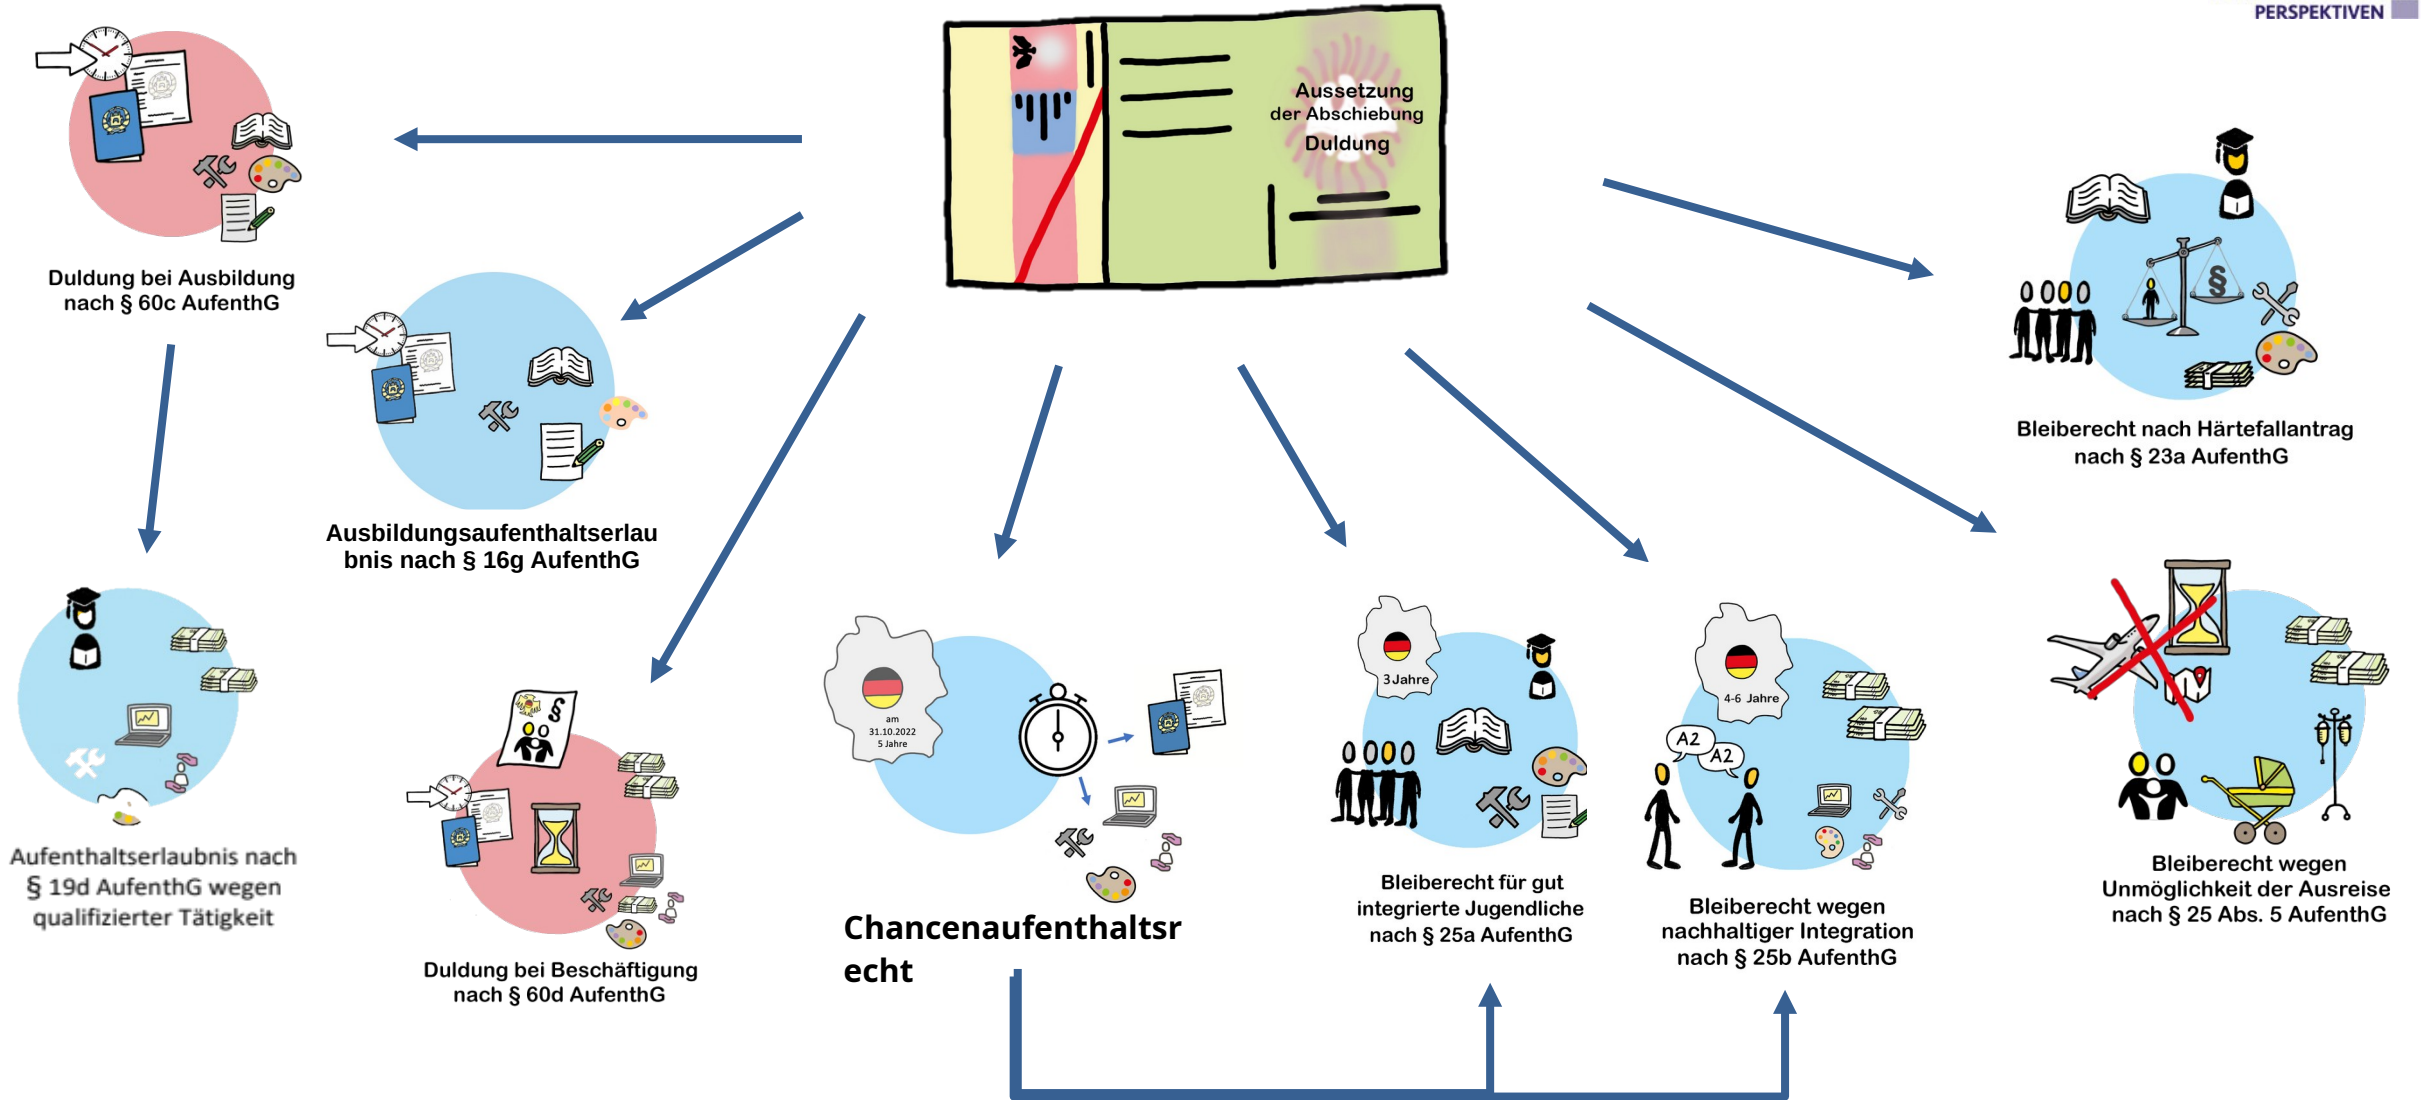 PERSPEKTIVEN
Aussetzung
der Abschiebung
Duldung
Duldung bei Ausbildung
nach § 60c AufenthG
Ausbildungsaufenthaltserlau
bnis nach § 16g AufenthG
§
Bleiberecht nach Härtefallantrag
nach § 23a AufenthG
Aufenthaltserlaubnis nach
§ 19d AufenthG wegen
qualifizierter Tätigkeit
§
Duldung bei Beschäftigung
nach § 60d AufenthG
am
31.10.2022
5 Jahre
Chancenaufenthaltsr
echt
3 Jahre
Bleiberecht für gut
integrierte Jugendliche
nach § 25a AufenthG
4-6 Jahre
A2
A2
Bleiberecht wegen
nachhaltiger Integration
nach § 25b AufenthG
Bleiberecht wegen
Unmöglichkeit der Ausreise
nach § 25 Abs. 5 AufenthG